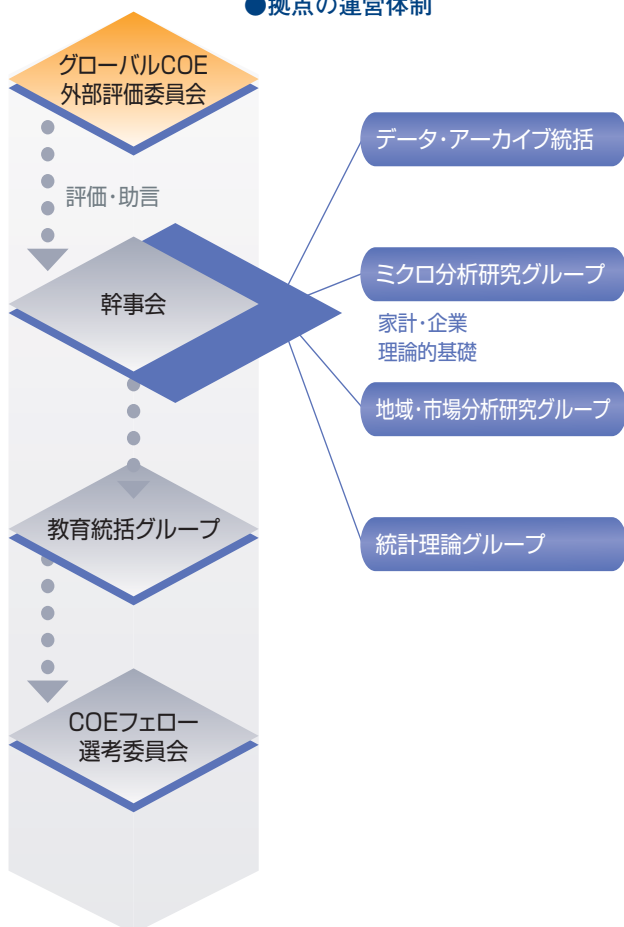 ●拠点の運営体制
グローバルCOE
外部評価委員会
評価・助言
幹事会
教育統括グループ
COEフェロー
選考委員会
データ・アーカイブ統括
ミクロ分析研究グループ
家計・企業
理論的基礎
地域・市場分析研究グループ
統計理論グループ